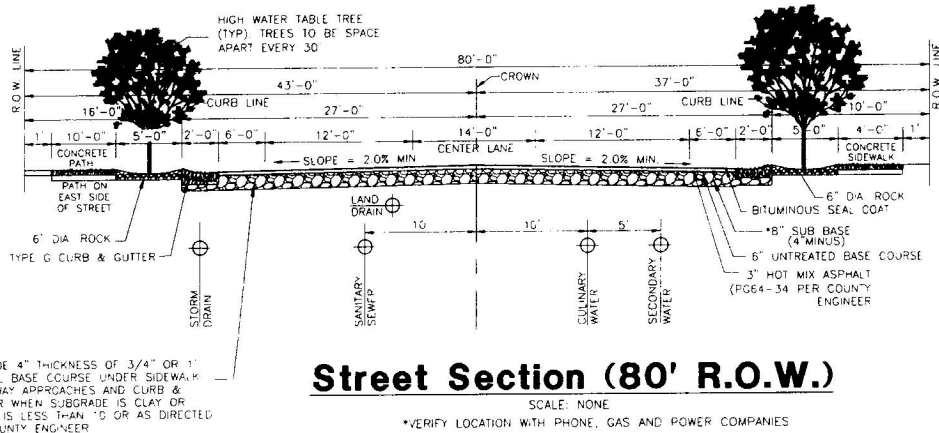 HIGH WATER TABLE TREE
(TYP). TREES TO BE SPACE
APART EVERY 30'
R.O.W. LINE
R.O.W. LINE
80'-0"
CROWN
43'-0"
37'-0"
CURB LINE
CURB LINE
16'-0"
27'-0"
27'-0"
10'-0"
1'
10'-0"
5'-0"
2'-0"
6'-0"
12'-0"
14'-0"
12'-0"
6'-0"
2'-0"
5'-0"
4'-0"
1'
CENTER LANE
CONCRETE
PATH
CONCRETE
SIDEWALK
SLOPE = 2.0% MIN
SLOPE = 2.0% MIN.
PATH ON
EAST SIDE
OF STREET
LAND
DRAIN
6" DIA ROCK
BITUMINOUS SEAL COAT
*8" SUB BASE
(4"MINUS)
6" UNTREATED BASE COURSE
3" HOT MIX ASPHALT
(PG64-34 PER COUNTY
ENGINEER
6' DIA ROCK
TYPE G CURB & GUTTER
10
10'
5'
STORM
DRAIN
SANITARY
SEWER
CULINARY
WATER
SECONDARY
WATER
DE 4" THICKNESS OF 3/4" OR 1"
BASE COURSE UNDER SIDEWALK
AY APPROACHES AND CURB &
R WHEN SUBGRADE IS CLAY OR
IS LESS THAN OR AS DIRECTED
UNTY ENGINEER
Street Section (80' R.O.W.)
SCALE: NONE
*VERIFY LOCATION WITH PHONE, GAS AND POWER COMPANIES